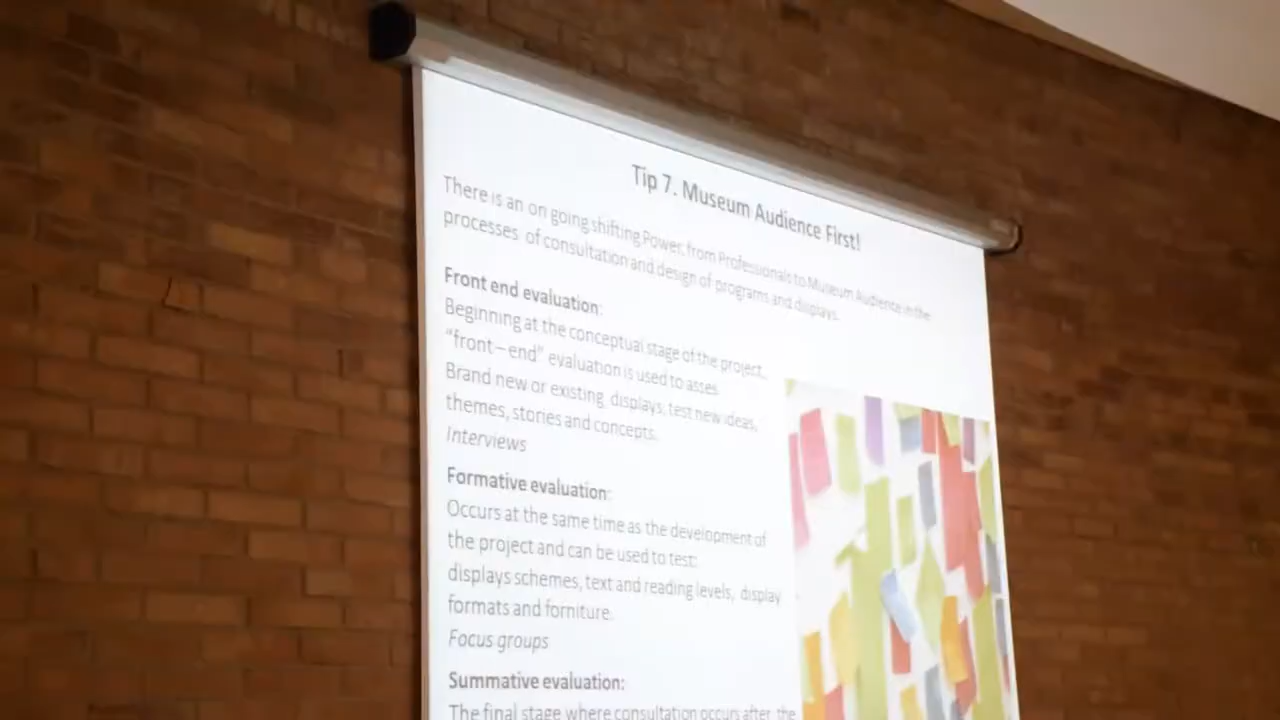 Tip 7. Museum Audience First!
There is an on going shifting Power, from Professionals to Museum Audience in the
processes of consultation and design of programs and displays.
Front end evaluation:
Beginning at the conceptual stage of the project,
“front–end” evaluation is used to asses
Brand new or existing displays, test new ideas,
themes, stories and concepts.
Interviews
Formative evaluation:
Occurs at the same time as the development of
the project and can be used to test:
displays schemes, text and reading levels, display
formats and forniture.
Focus groups
Summative evaluation:
The final stage where consultation occurs after the